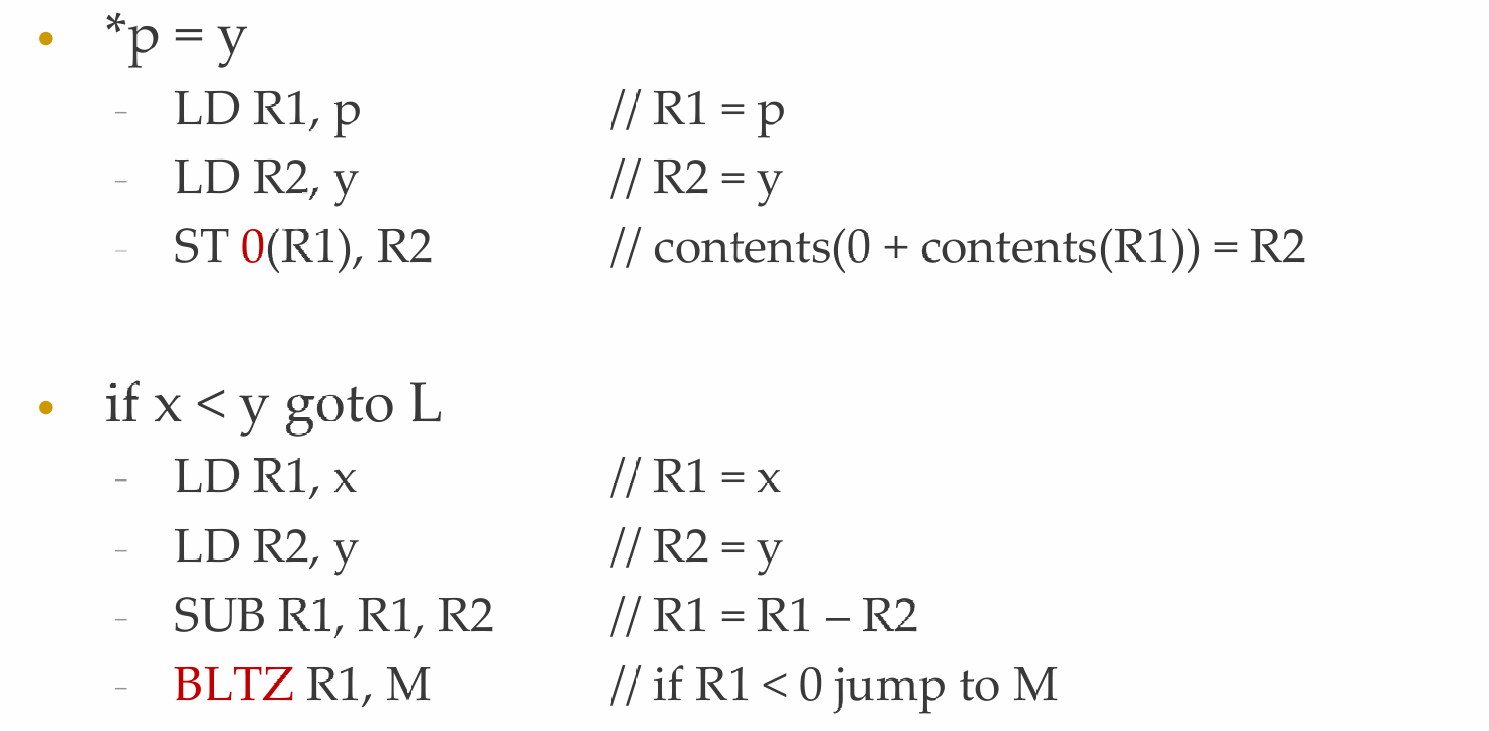 • *p = y
- LD R1, p // R1 = p
- LD R2, y // R2 = y
- ST 0(R1), R2 // contents(0 + contents(R1)) = R2
• if x < y goto L
- LD R1, x // R1 = x
- LD R2, y // R2 = y
- SUB R1, R1, R2 // R1 = R1 – R2
- BLTZ R1, M // if R1 < 0 jump to M